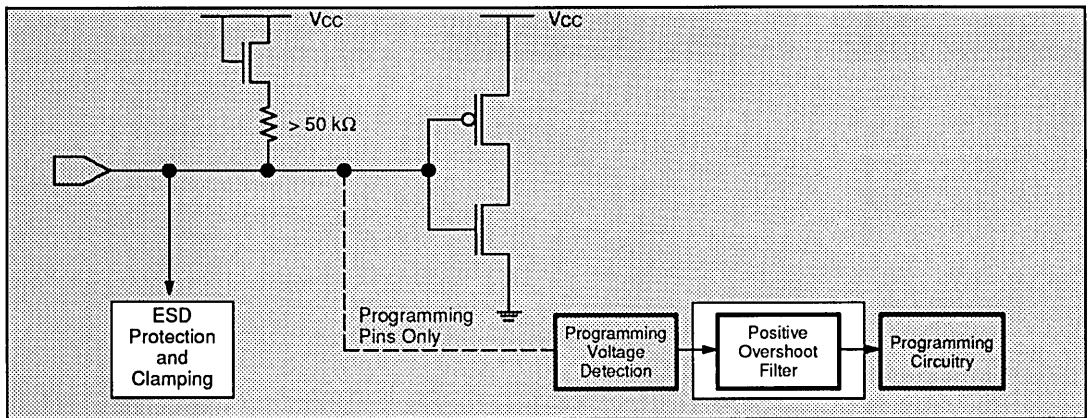 VCC
VCC
> 50 kΩ
ESD
Protection
and
Clamping
Programming
Pins Only
Programming
Voltage
Detection
Positive
Overshoot
Filter
Programming
Circuitry